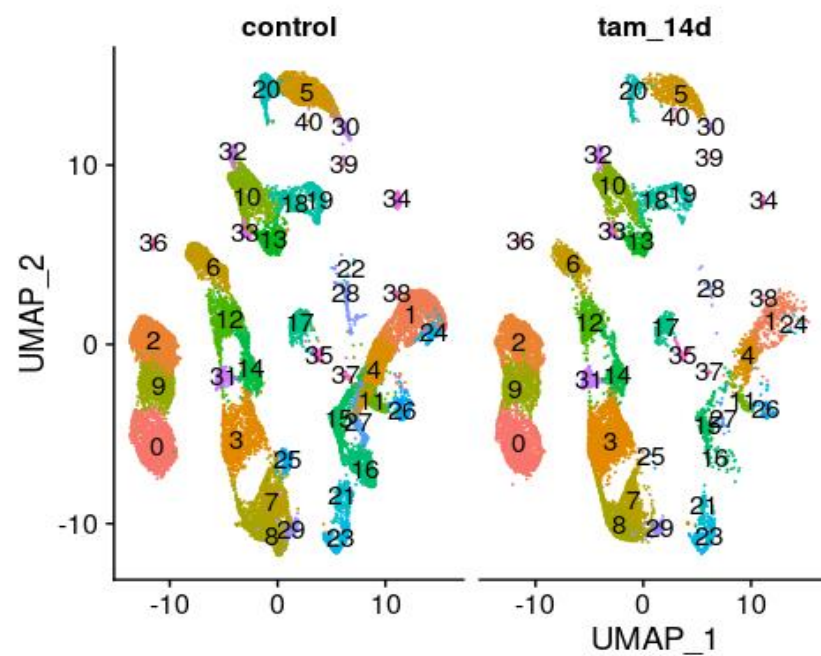 control tam_14d
20 5 40 30 20 5 40 30
32 39 32 39
10 18 19 34 10 18 19 34
36 33 13 36 33 13
6 22 6
28 38 28 38
2 12 17 1 24 2 12 17 1 24
9 31 14 35 4 37 9 31 14 35 4 37
11 26 11 26
0 3 15 27 0 3 15 27
25 16 25 16
7 21 7 21
8 29 23 8 29 23
10
0
-10
UMAP_2
-10 0 10 -10 0 10
UMAP_1